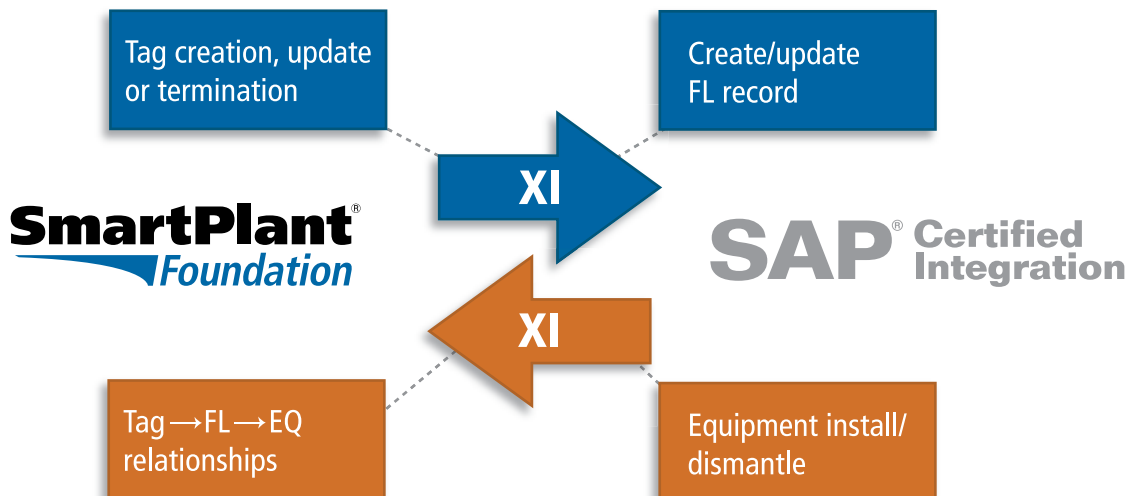 Tag creation, update
or termination
Create/update
FL record
XI
SmartPlant®
Foundation
SAP® Certified
Integration
XI
Tag→FL→EQ
relationships
Equipment install/
dismantle